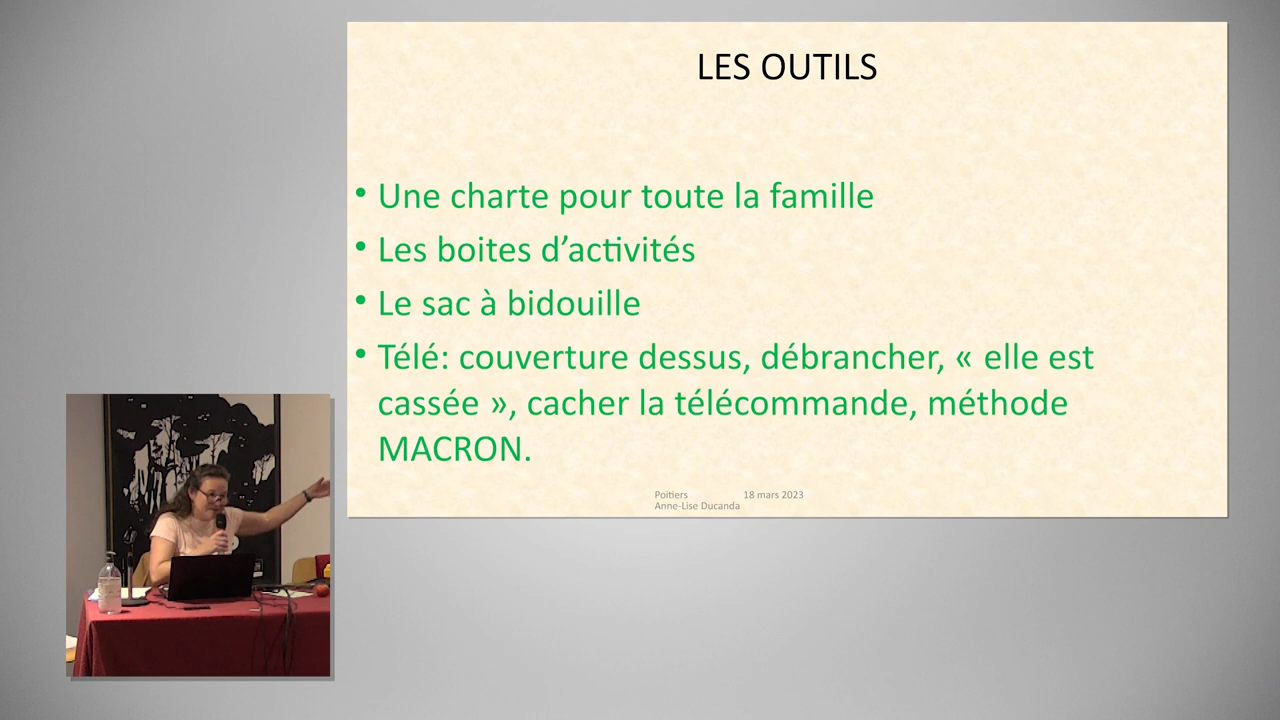 LES OUTILS
• Une charte pour toute la famille
• Les boites d’activités
• Le sac à bidouille
• Télé: couverture dessus, débrancher, « elle est
cassée », cacher la télécommande, méthode
MACRON.
Poitiers 18 mars 2023
Anne-Lise Ducanda